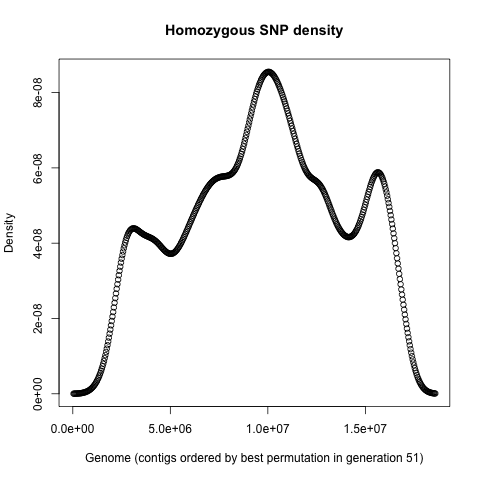 Homozygous SNP density
Density
8e-08
6e-08
4e-08
2e-08
0e+00
0.0e+00 5.0e+06 1.0e+07 1.5e+07
Genome (contigs ordered by best permutation in generation 51)